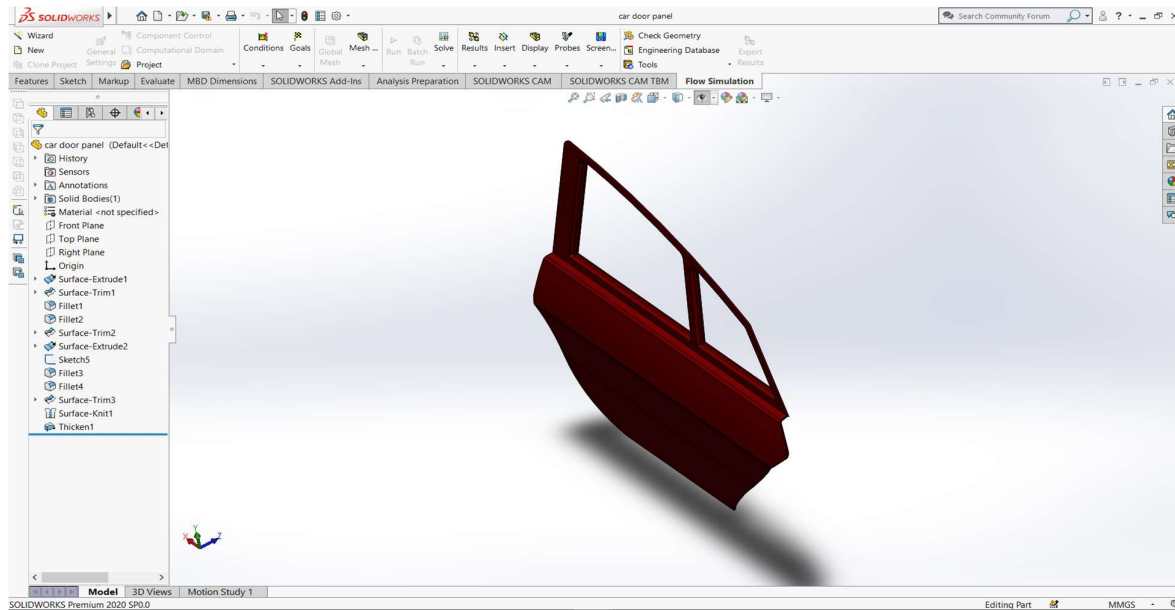 SOLIDWORKS
car door panel
Search Community Forum
?
Wizard
New
Clone Project
General Settings
Component Control
Computational Domain
Project
Conditions
Goals
Global Mesh
Mesh ...
Run
Batch Run
Solve
Results
Insert
Display
Probes
Screen...
Check Geometry
Engineering Database
Tools
Export Results
Features Sketch Markup Evaluate MBD Dimensions SOLIDWORKS Add-Ins Analysis Preparation SOLIDWORKS CAM SOLIDWORKS CAM TBM Flow Simulation
car door panel (Default<<Def
History
Sensors
Annotations
Solid Bodies(1)
Material <not specified>
Front Plane
Top Plane
Right Plane
Origin
Surface-Extrude1
Surface-Trim1
Fillet1
Fillet2
Surface-Trim2
Surface-Extrude2
Sketch5
Fillet3
Fillet4
Surface-Trim3
Surface-Knit1
Thicken1
Y
X Z
Model 3D Views Motion Study 1
SOLIDWORKS Premium 2020 SP0.0
Editing Part MMGS